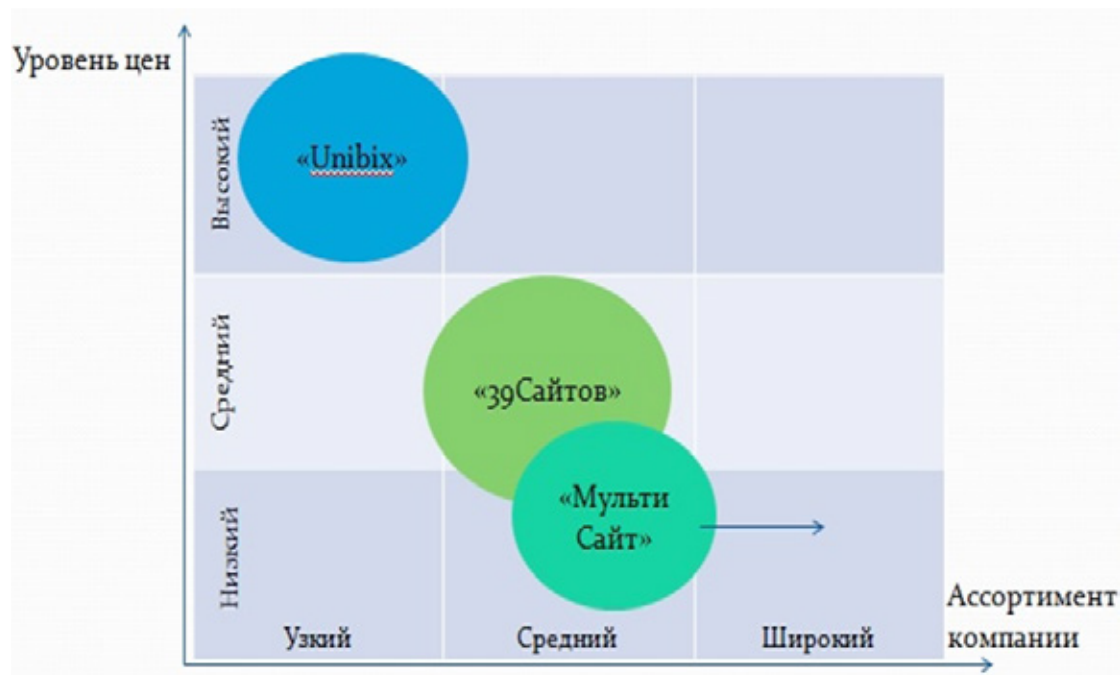 Уровень цен
Высокий
«Unibix»
Средний
«39Сайтов»
Низкий
«Мульти
Сайт»
Узкий
Средний
Широкий
Ассортимент
компании